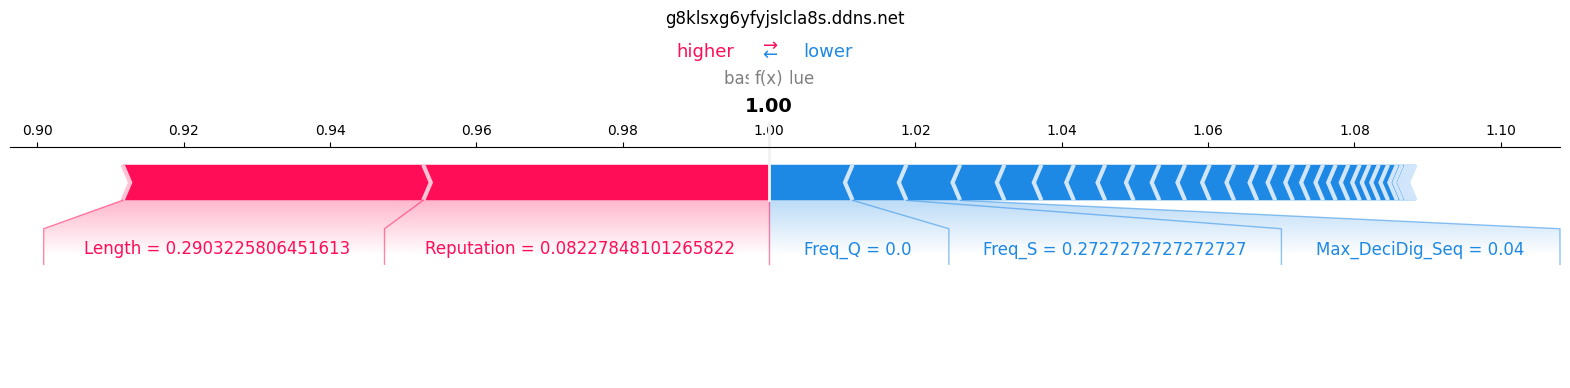 g8klsxg6yfyjslcla8s.ddns.net
higher → lower
←
f(x)
1.00
0.90 0.92 0.94 0.96 0.98 1.00 1.02 1.04 1.06 1.08 1.10
Length = 0.2903225806451613 Reputation = 0.08227848101265822 Freq_Q = 0.0 Freq_S = 0.2727272727272727 Max_DeciDig_Seq = 0.04